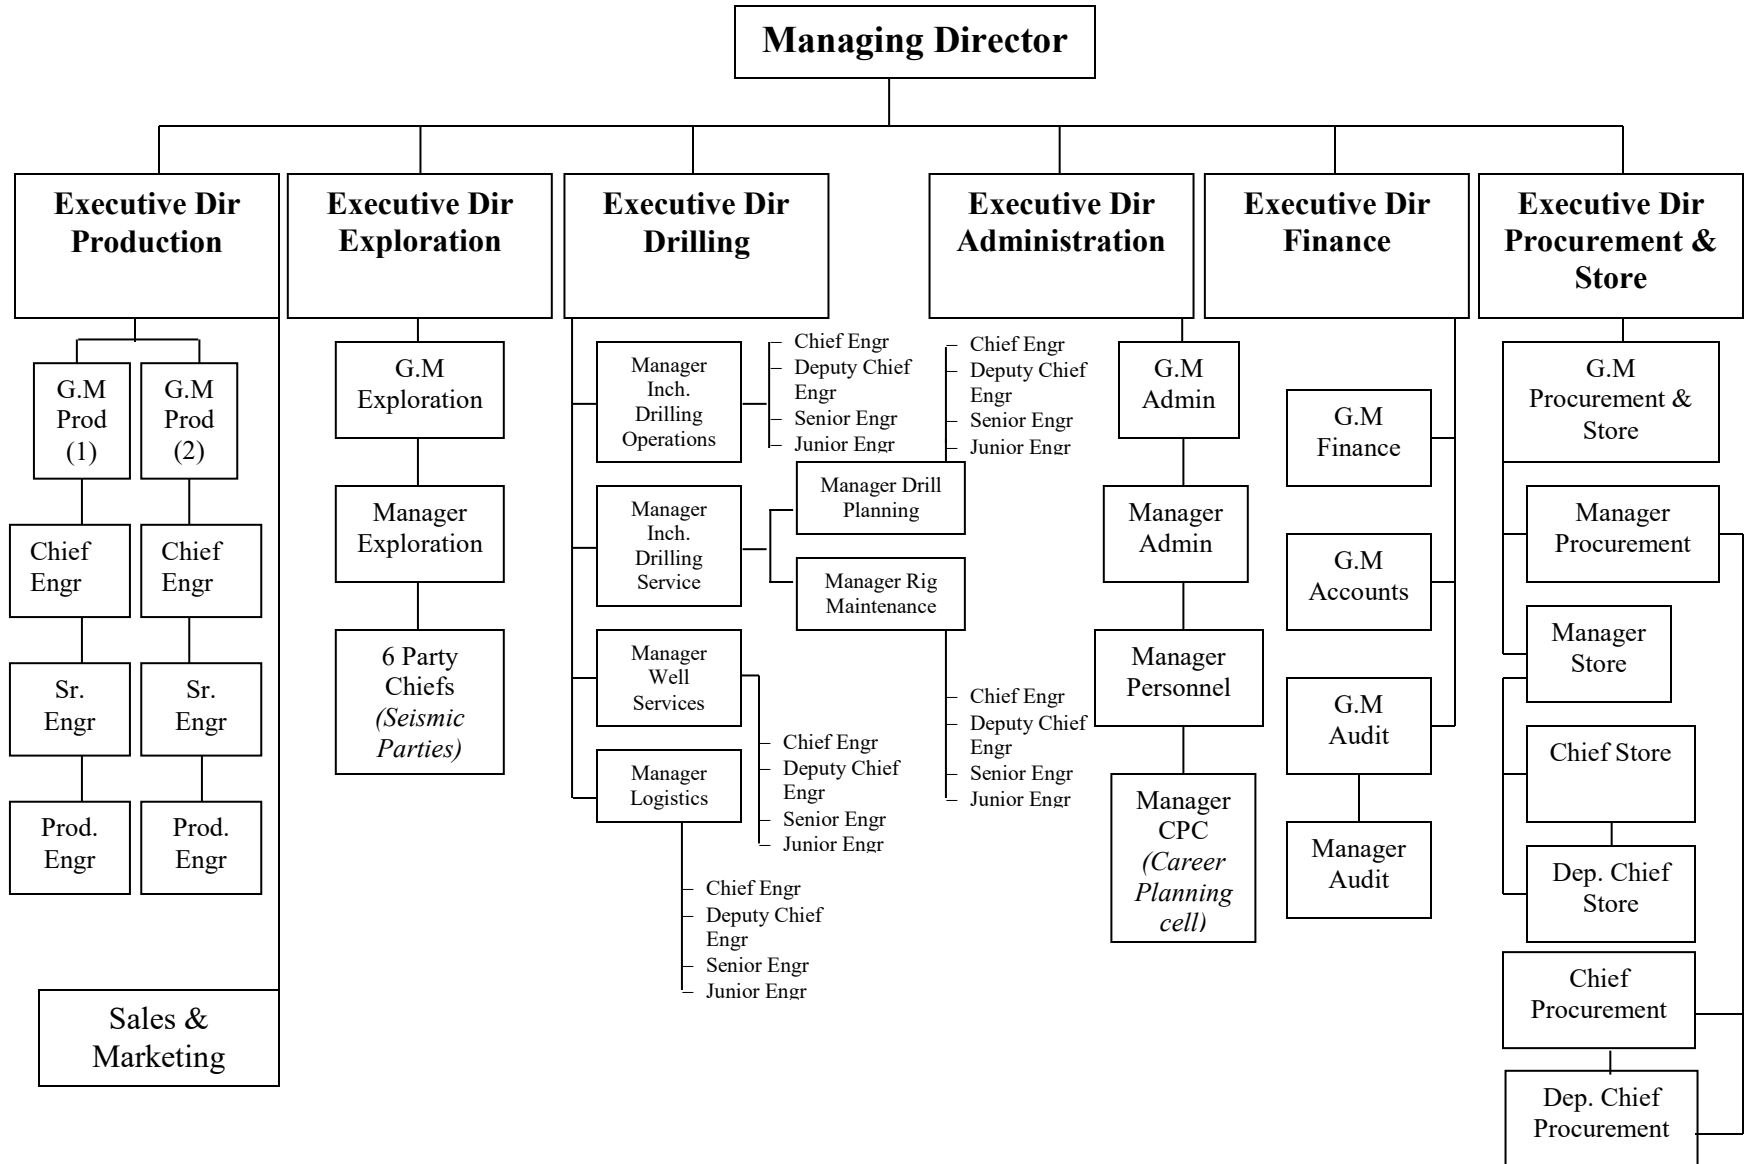 Managing Director
Executive Dir
Production
Executive Dir
Exploration
Executive Dir
Drilling
Executive Dir
Administration
Executive Dir
Finance
Executive Dir
Procurement &
Store
G.M
Prod
(1)
G.M
Prod
(2)
Chief
Engr
Chief
Engr
Sr.
Engr
Sr.
Engr
Prod.
Engr
Prod.
Engr
Sales &
Marketing
G.M
Exploration
Manager
Exploration
6 Party
Chiefs
(Seismic
Parties)
Manager
Inch.
Drilling
Operations
– Chief Engr
– Deputy Chief
Engr
– Senior Engr
– Junior Engr
Manager
Inch.
Drilling
Service
Manager Drill
Planning
– Chief Engr
– Deputy Chief
Engr
– Senior Engr
– Junior Engr
Manager Rig
Maintenance
– Chief Engr
– Deputy Chief
Engr
– Senior Engr
– Junior Engr
Manager
Well
Services
– Chief Engr
– Deputy Chief
Engr
– Senior Engr
– Junior Engr
Manager
Logistics
– Chief Engr
– Deputy Chief
Engr
– Senior Engr
– Junior Engr
G.M
Admin
Manager
Admin
Manager
Personnel
Manager
CPC
(Career
Planning
cell)
G.M
Finance
G.M
Accounts
G.M
Audit
Manager
Audit
G.M
Procurement &
Store
Manager
Procurement
Manager
Store
Chief Store
Dep. Chief
Store
Chief
Procurement
Dep. Chief
Procurement